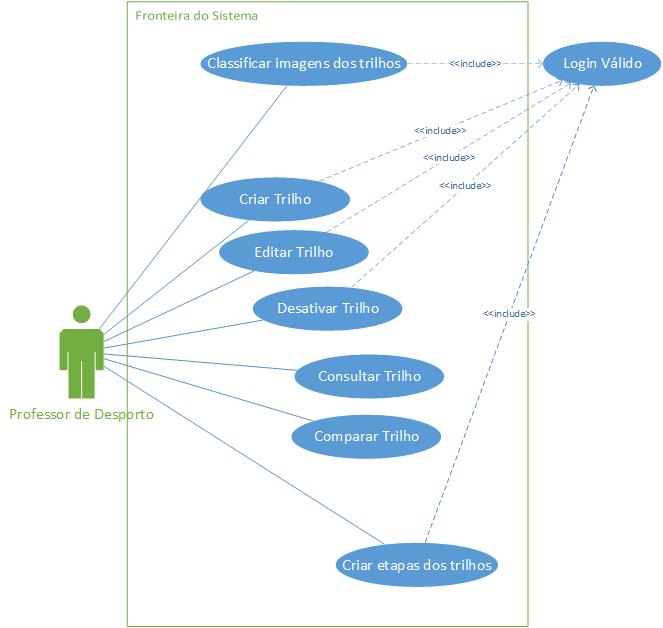 Fronteira do Sistema
Classificar imagens dos trilhos
<<include>>
Login Válido
<<include>>
<<include>>
<<include>>
Criar Trilho
Editar Trilho
Desativar Trilho
<<include>>
Consultar Trilho
Professor de Desporto
Comparar Trilho
Criar etapas dos trilhos